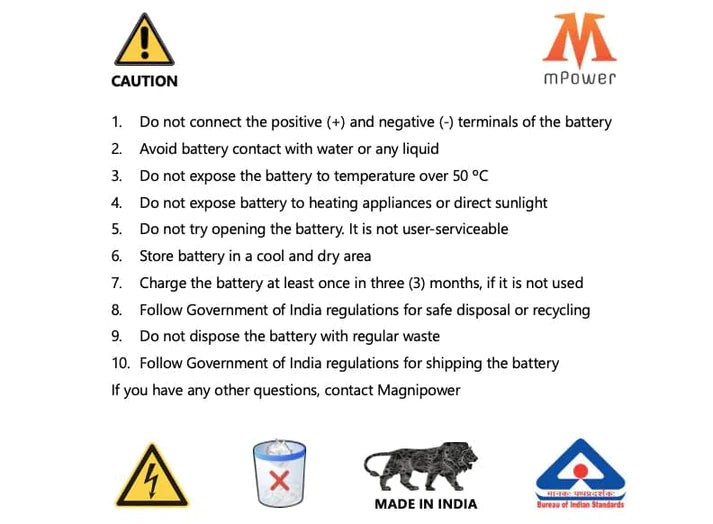 CAUTION
mPower
1. Do not connect the positive (+) and negative (-) terminals of the battery
2. Avoid battery contact with water or any liquid
3. Do not expose the battery to temperature over 50 ºC
4. Do not expose battery to heating appliances or direct sunlight
5. Do not try opening the battery. It is not user-serviceable
6. Store battery in a cool and dry area
7. Charge the battery at least once in three (3) months, if it is not used
8. Follow Government of India regulations for safe disposal or recycling
9. Do not dispose the battery with regular waste
10. Follow Government of India regulations for shipping the battery
If you have any other questions, contact Magnipower
MADE IN INDIA
मानकः पथप्रदर्शकः
Bureau of Indian Standards